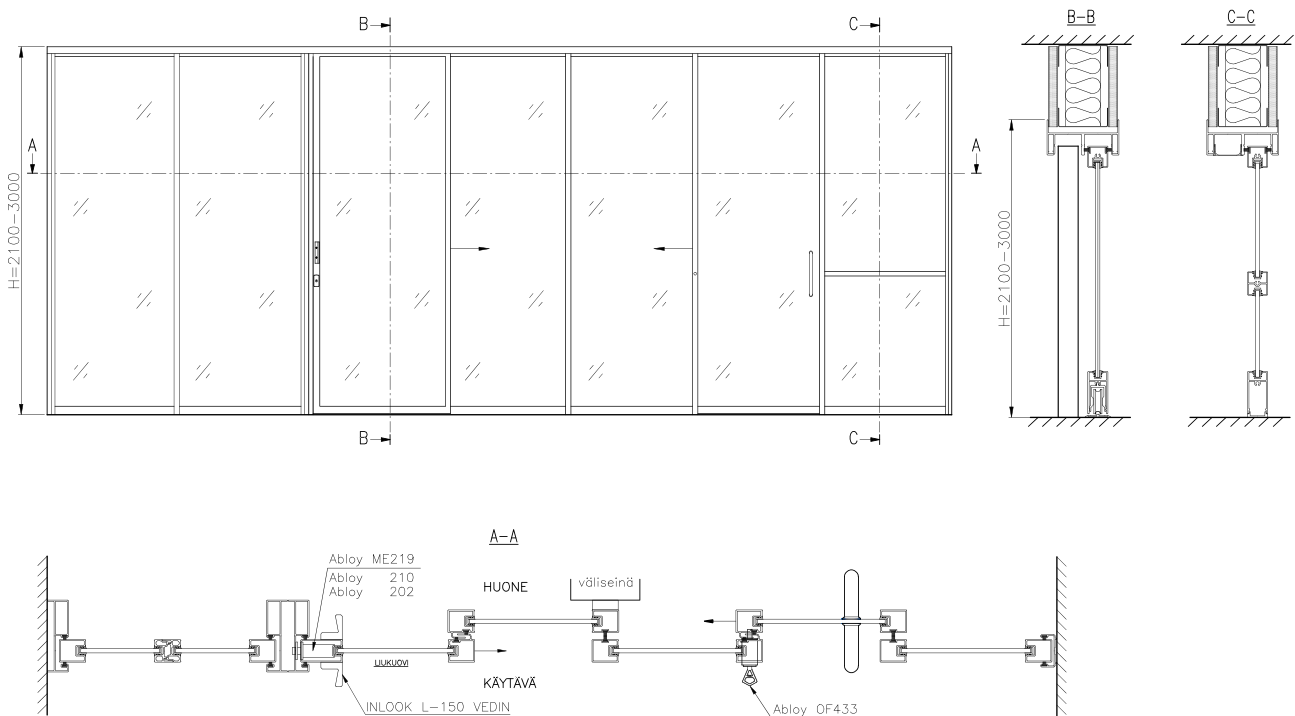 B
C
B-B
C-C
A
A
H=2100-3000
H=2100-3000
B
C
A-A
Abloy ME219
Abloy 210
Abloy 202
HUONE
väliseinä
LIUKUOVI
KÄYTÄVÄ
INLOOK L-150 VEDIN
Abloy OF433